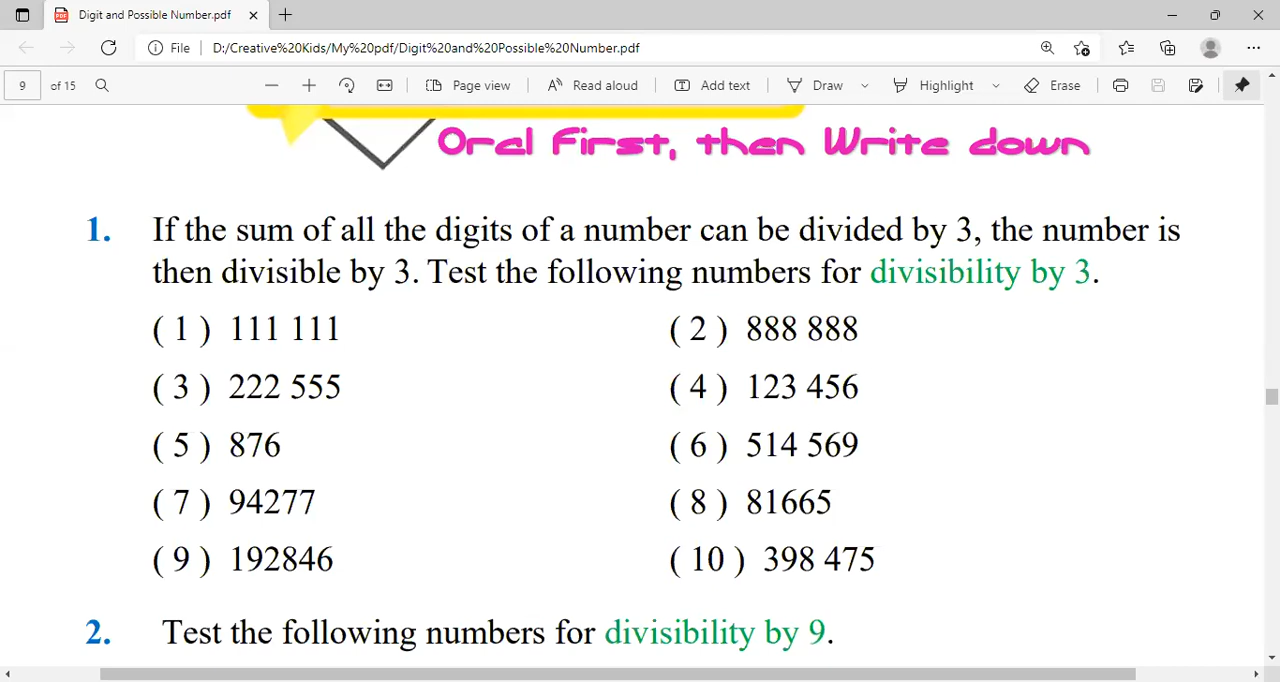 Digit and Possible Number.pdf
File D:/Creative%20Kids/My%20pdf/Digit%20and%20Possible%20Number.pdf
9 of 15 Page view Read aloud Add text Draw Highlight Erase
Oral First, then Write down
1. If the sum of all the digits of a number can be divided by 3, the number is
then divisible by 3. Test the following numbers for divisibility by 3.
( 1 ) 111 111 ( 2 ) 888 888
( 3 ) 222 555 ( 4 ) 123 456
( 5 ) 876 ( 6 ) 514 569
( 7 ) 94277 ( 8 ) 81665
( 9 ) 192846 ( 10 ) 398 475
2. Test the following numbers for divisibility by 9.